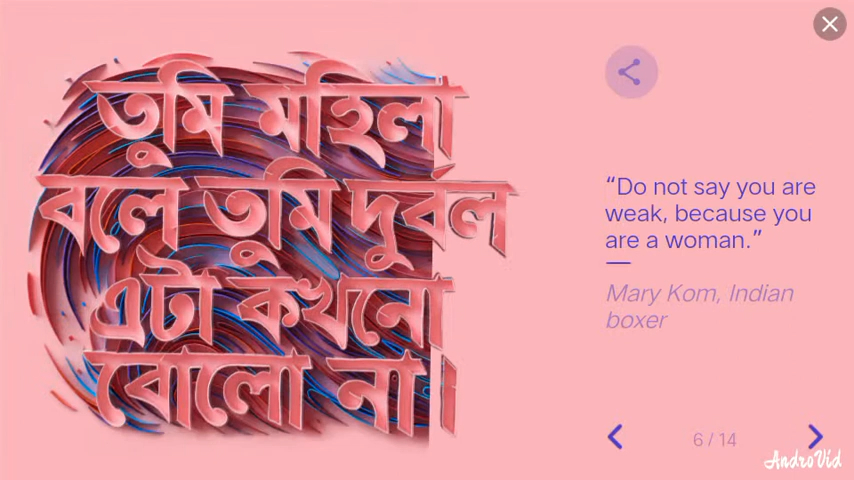 তুমি মহিলা
বলে তুমি দুর্বল
এটা কখনো
বোলো না।
“Do not say you are
weak, because you
are a woman.”
Mary Kom, Indian
boxer
6 / 14
AndroVid